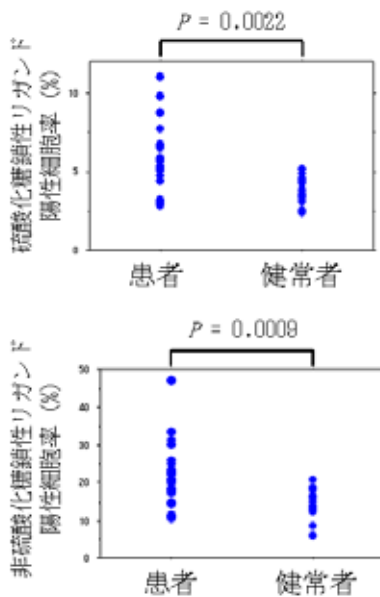 P = 0.0022
硫酸化糖鎖性リガンド
陽性細胞率 (%)
10
5
0
患者
健常者
P = 0.0009
非硫酸化糖鎖性リガンド
陽性細胞率 (%)
50
40
30
20
10
0
患者
健常者